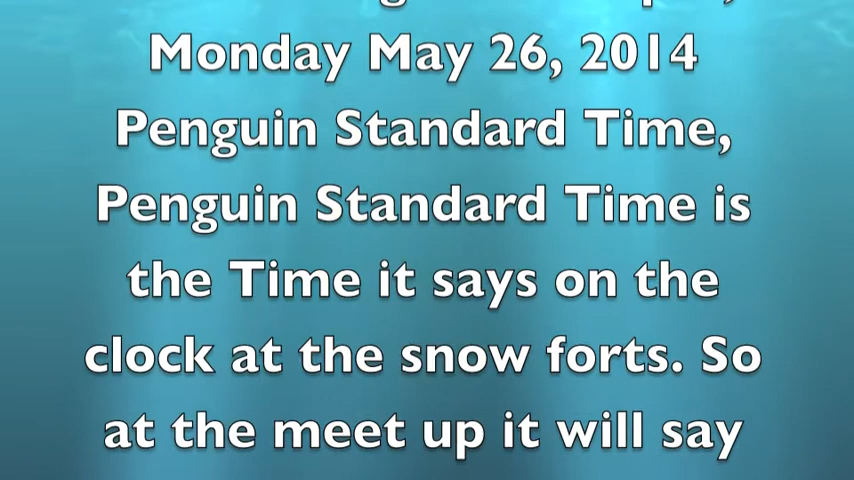 Monday May 26, 2014
Penguin Standard Time,
Penguin Standard Time is
the Time it says on the
clock at the snow forts. So
at the meet up it will say